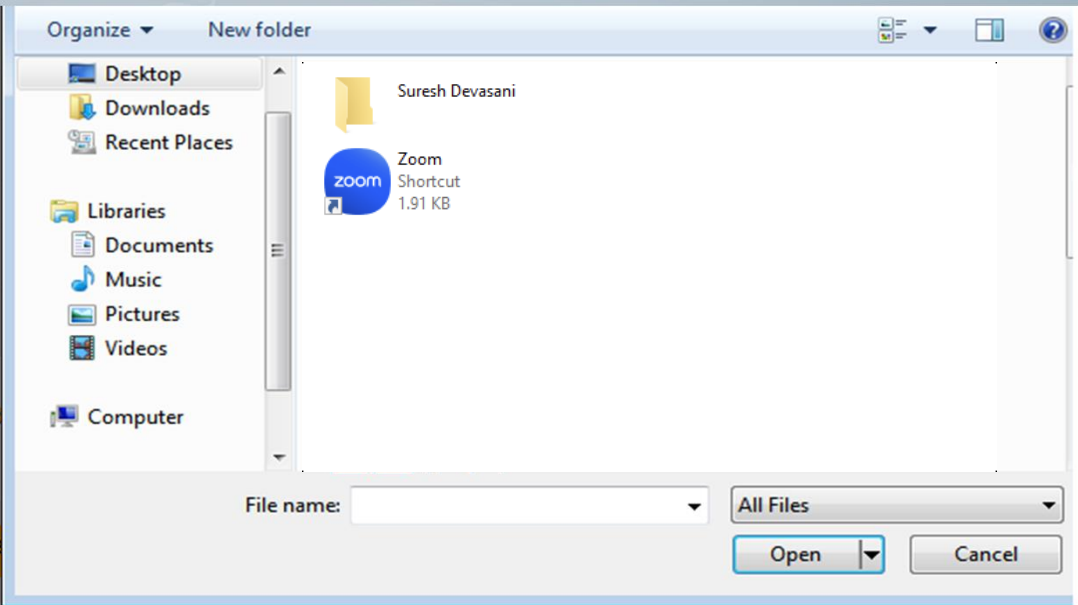 Organize New folder
Desktop
Downloads
Recent Places
Libraries
Documents
Music
Pictures
Videos
Computer
Suresh Devasani
zoom
Zoom
Shortcut
1.91 KB
File name: All Files
Open Cancel